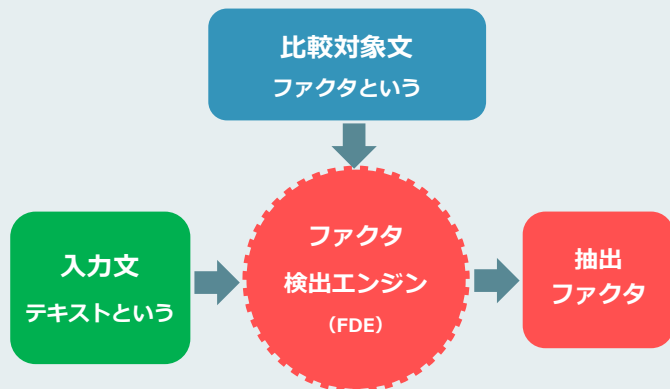 比較対象文
ファクタという
入力文
テキストという
ファクタ
検出エンジン
（FDE）
抽出
ファクタ